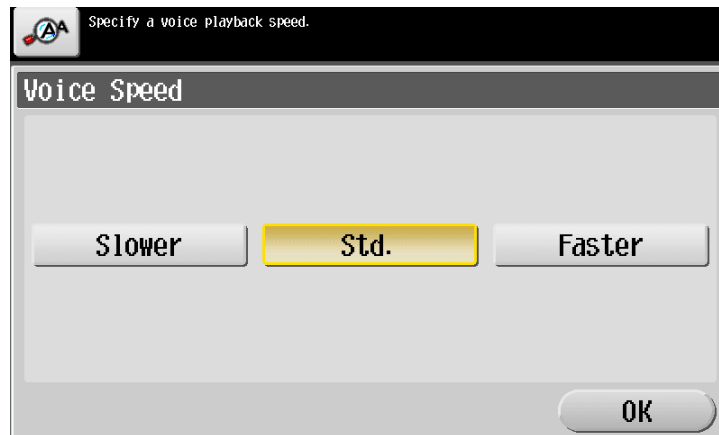 Specify a voice playback speed.
Voice Speed
Slower Std. Faster
OK